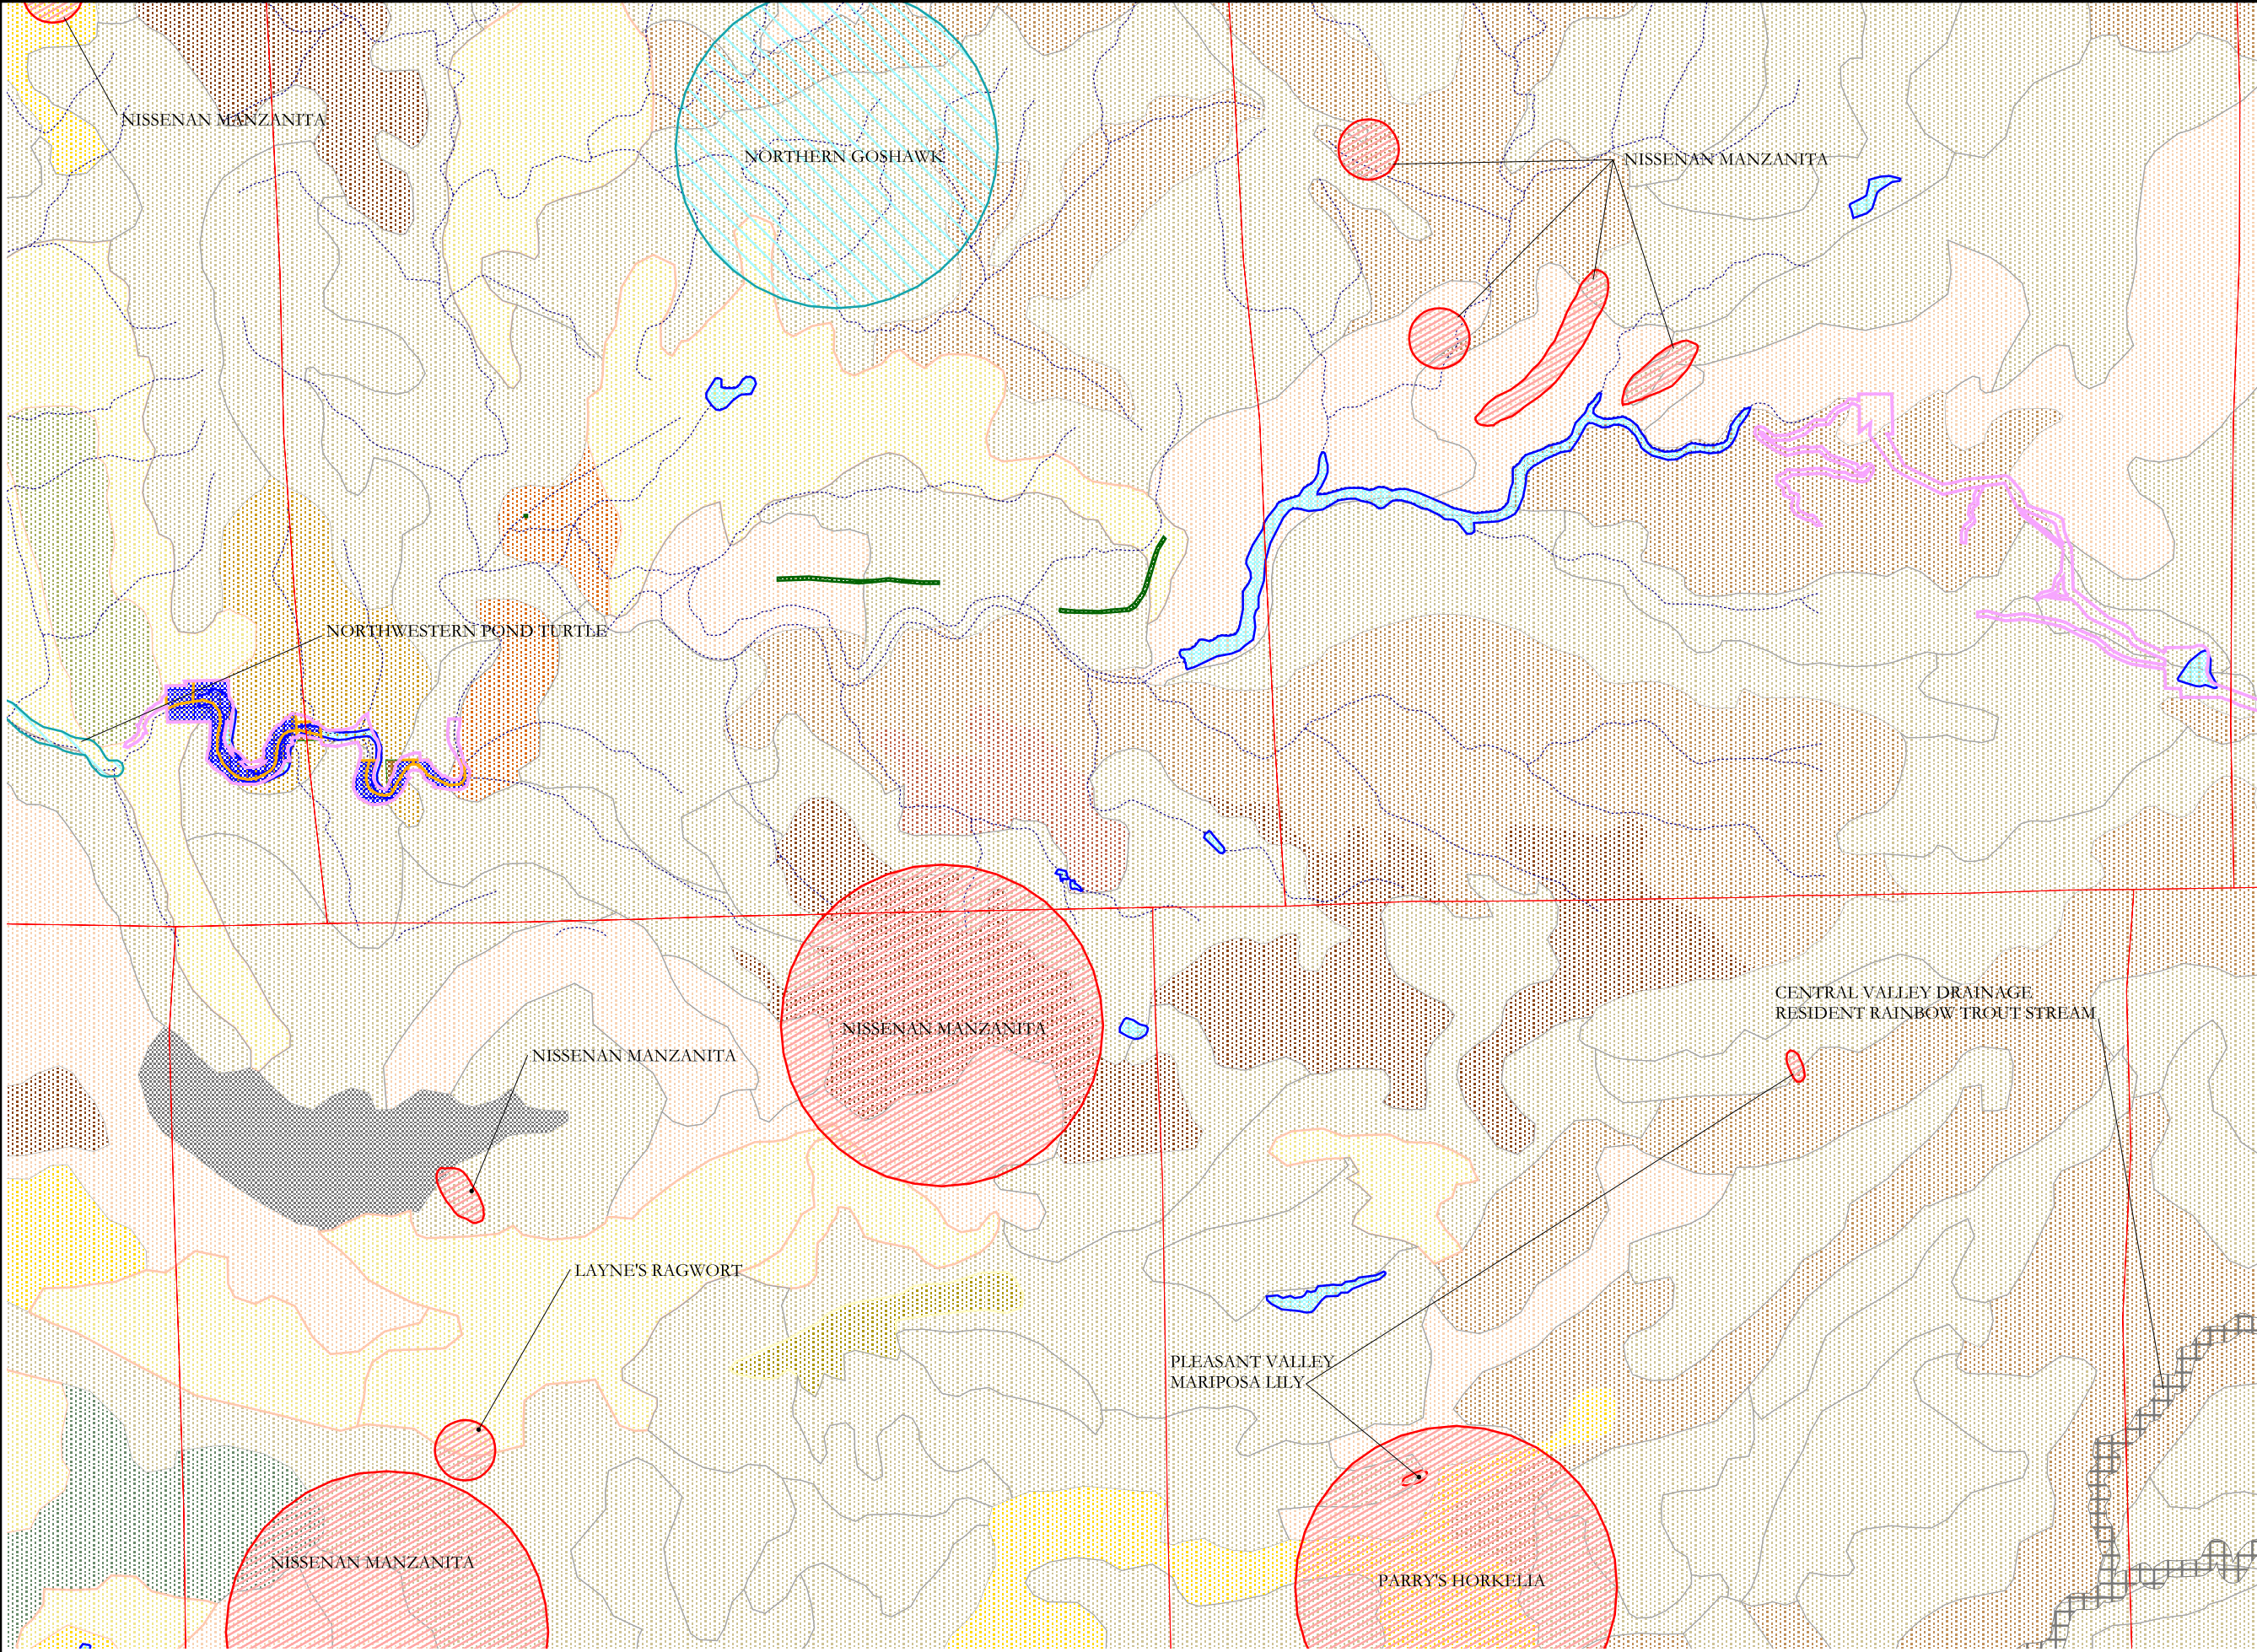 NISSENAN MANZANITA
NORTHERN GOSHAWK
NISSENAN MANZANITA
NORTHWESTERN POND TURTLE
CENTRAL VALLEY DRAINAGE
RESIDENT RAINBOW TROUT STREAM
NISSENAN MANZANITA
NISSENAN MANZANITA
LAYNE'S RAGWORT
PLEASANT VALLEY
MARIPOSA LILY
NISSENAN MANZANITA
PARRY'S HORKELIA